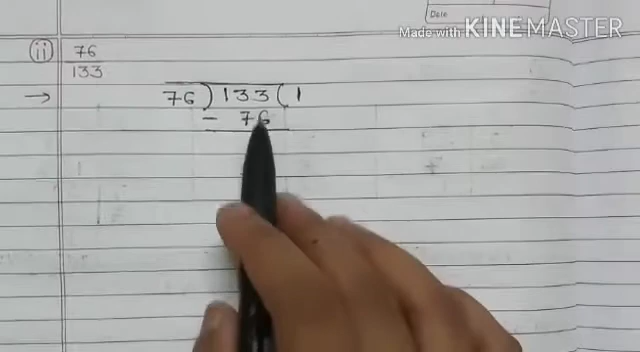 Date
Made with KINEMASTER
ii 76
133
→ 76 ) 133 ( 1
- 76